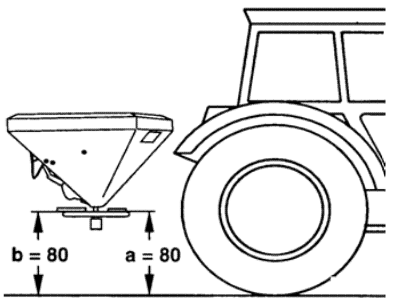 b = 80 a = 80